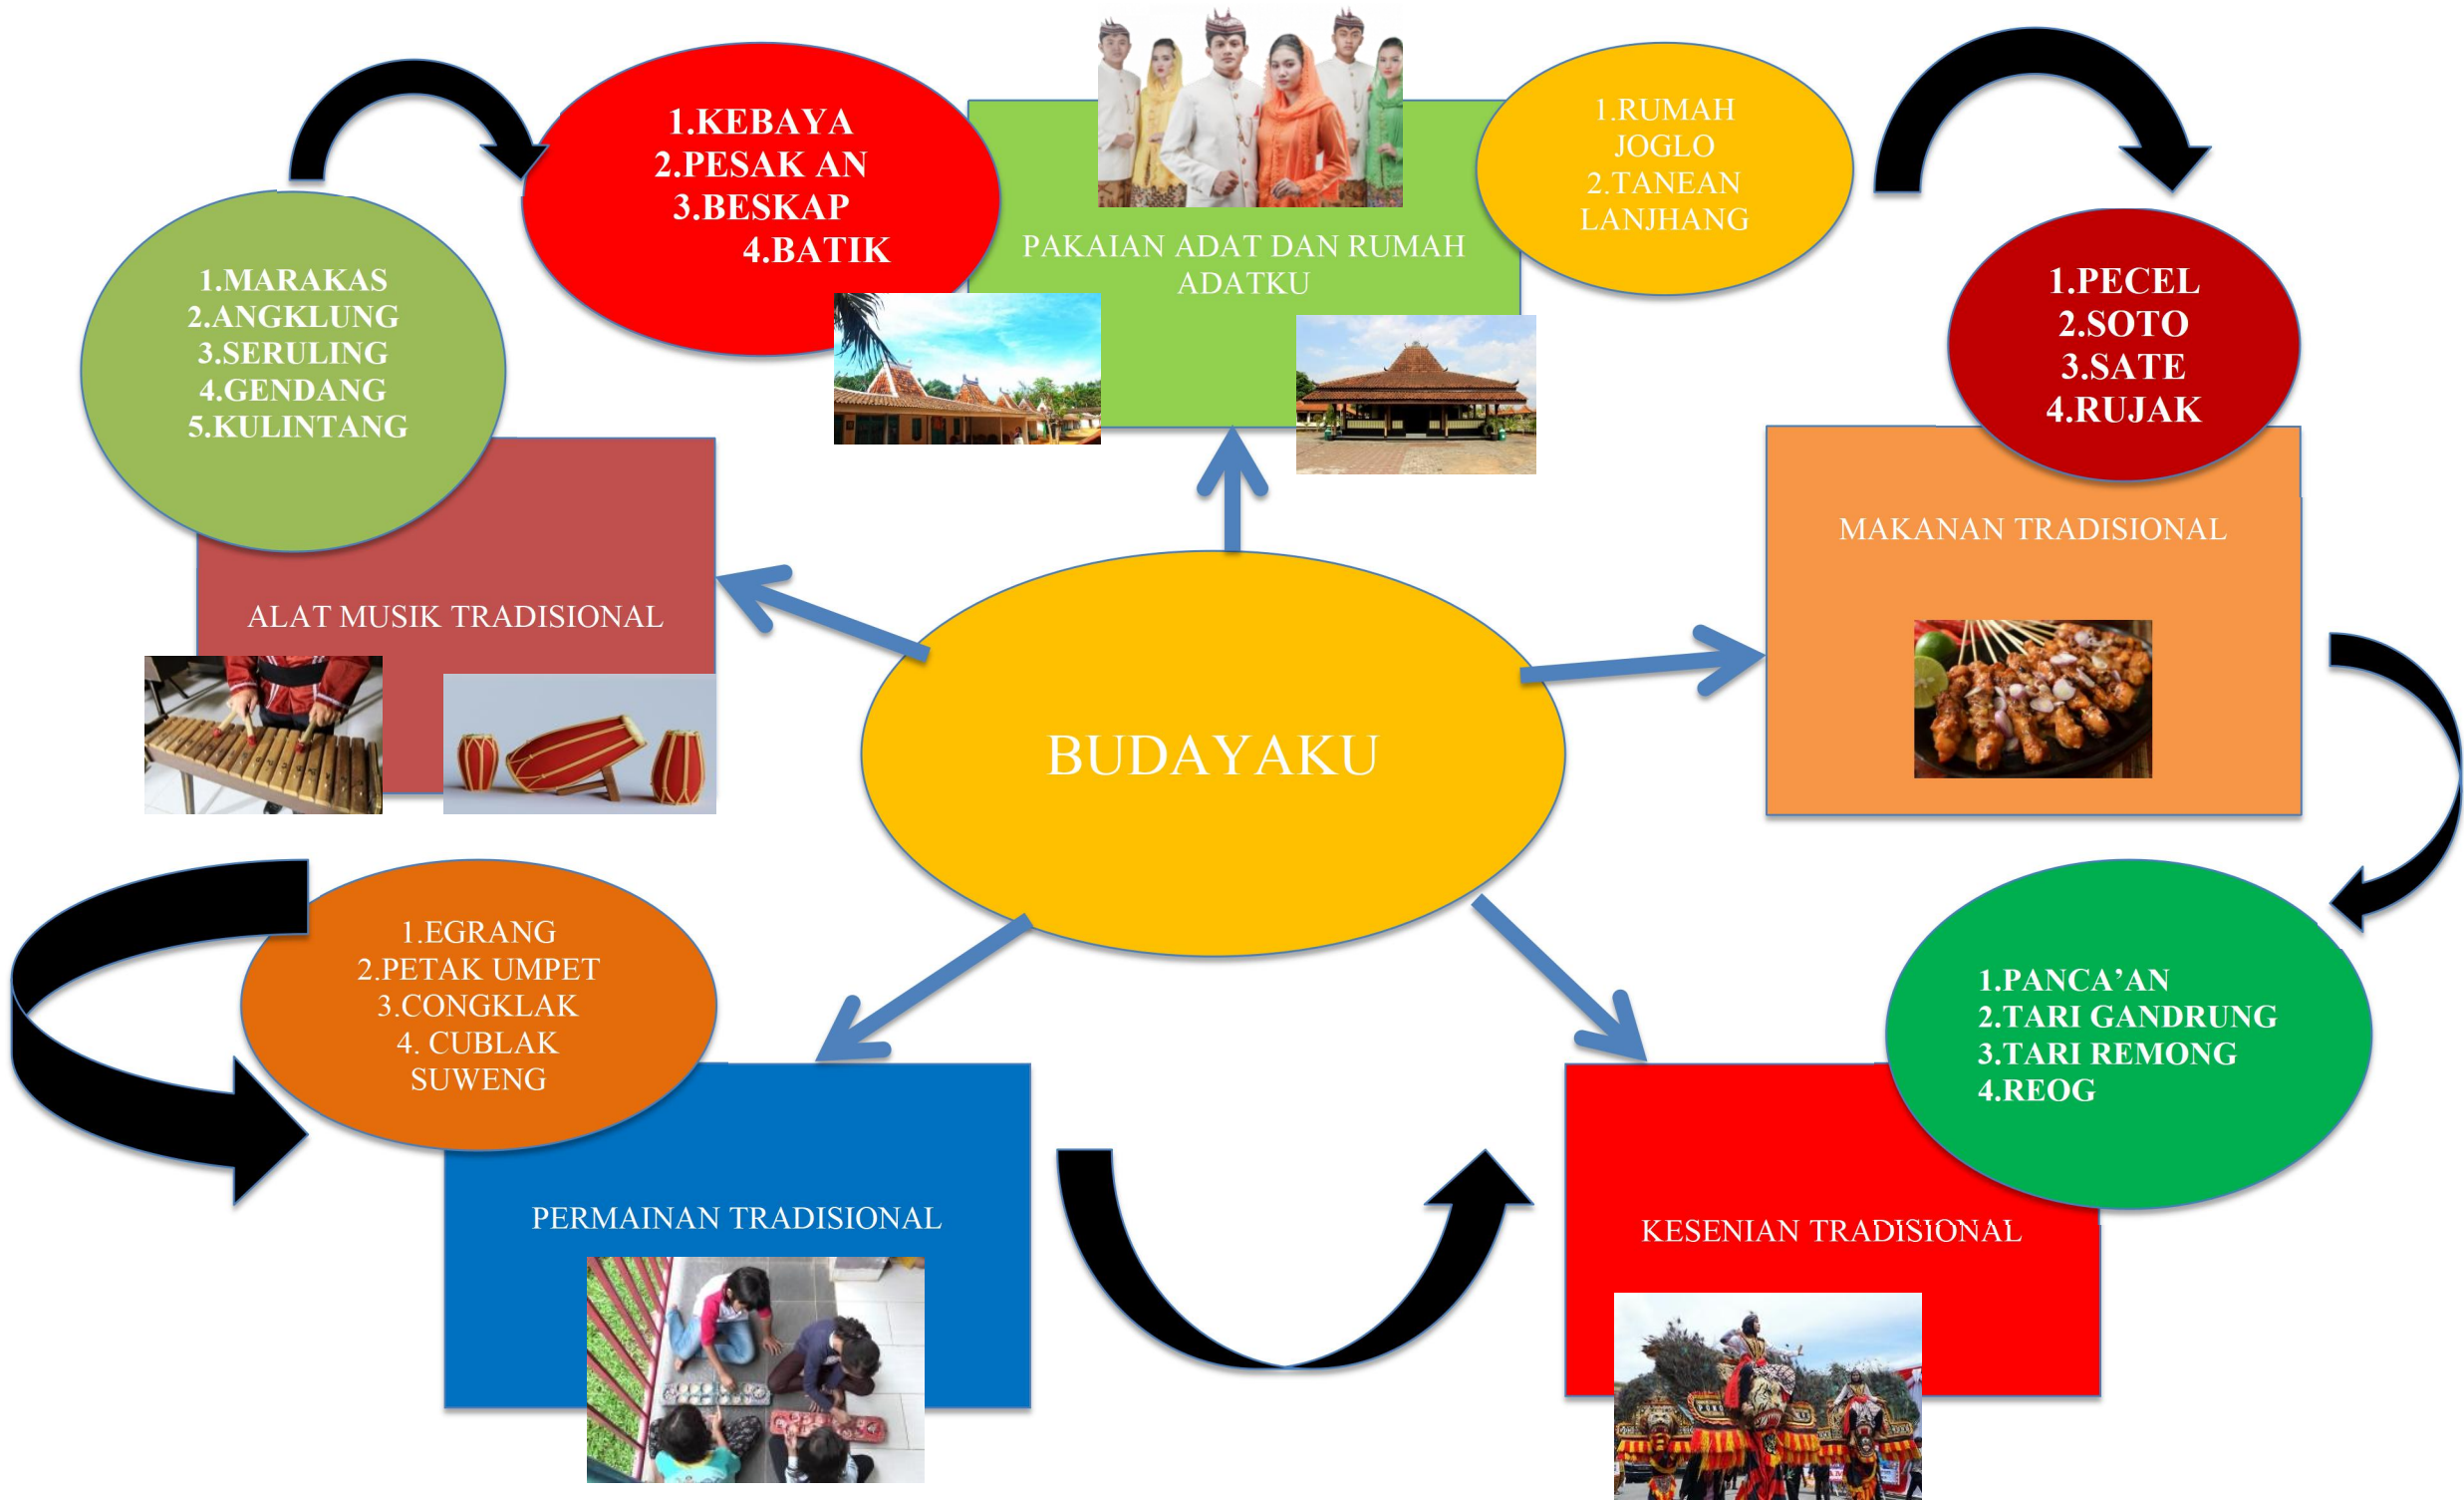 1.KEBAYA
2.PESAK AN
3.BESKAP
4.BATIK
PAKAIAN ADAT DAN RUMAH
ADATKU
1.RUMAH
JOGLO
2.TANEAN
LANJHANG
1.MARAKAS
2.ANGKLUNG
3.SERULING
4.GENDANG
5.KULINTANG
ALAT MUSIK TRADISIONAL
1.PECEL
2.SOTO
3.SATE
4.RUJAK
MAKANAN TRADISIONAL
BUDAYAKU
1.EGRANG
2.PETAK UMPET
3.CONGKLAK
4. CUBLAK
SUWENG
PERMAINAN TRADISIONAL
1.PANCA’AN
2.TARI GANDRUNG
3.TARI REMONG
4.REOG
KESENIAN TRADISIONAL